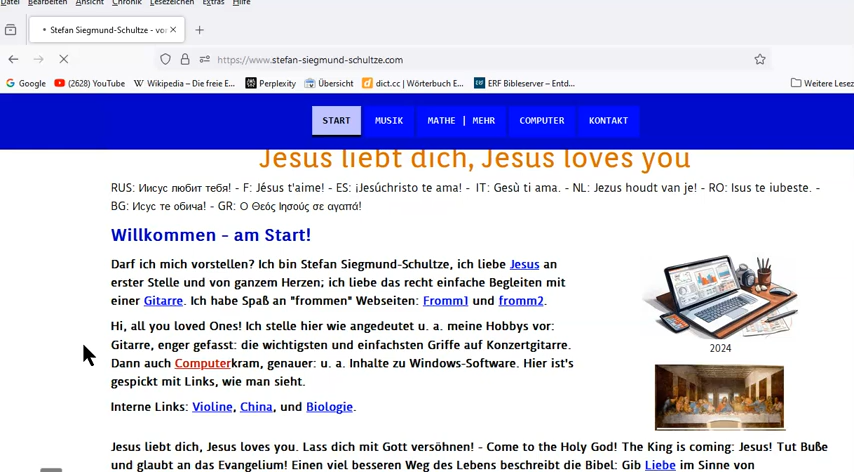 Datei Bearbeiten Ansicht Chronik Lesezeichen Extras Hilfe
Stefan Siegmund-Schultze - vor
https://www.stefan-siegmund-schultze.com
Google (2628) YouTube Wikipedia – Die freie E... Perplexity Übersicht dict.cc | Wörterbuch E... ERF Bibleserver – Entd... Weitere Lesez
START MUSIK MATHE | MEHR COMPUTER KONTAKT
Jesus liebt dich, Jesus loves you
RUS: Иисус любит тебя! - F: Jésus t'aime! - ES: ¡Jesúchristo te ama! - IT: Gesù ti ama. - NL: Jezus houdt van je! - RO: Isus te iubeste. -
BG: Исус те обича! - GR: Ο Θεός Ιησούς σε αγαπά!
Willkommen - am Start!
Darf ich mich vorstellen? Ich bin Stefan Siegmund-Schultze, ich liebe Jesus an
erster Stelle und von ganzem Herzen; ich liebe das recht einfache Begleiten mit
einer Gitarre. Ich habe Spaß an "frommen" Webseiten: Fromm1 und fromm2.
Hi, all you loved Ones! Ich stelle hier wie angedeutet u. a. meine Hobbys vor:
Gitarre, enger gefasst: die wichtigsten und einfachsten Griffe auf Konzertgitarre.
Dann auch Computerkram, genauer: u. a. Inhalte zu Windows-Software. Hier ist's
gespickt mit Links, wie man sieht.
2024
Interne Links: Violine, China, und Biologie.
Jesus liebt dich, Jesus loves you. Lass dich mit Gott versöhnen! - Come to the Holy God! The King is coming: Jesus! Tut Buße
und glaubt an das Evangelium! Einen viel besseren Weg des Lebens beschreibt die Bibel: Gib Liebe im Sinne von